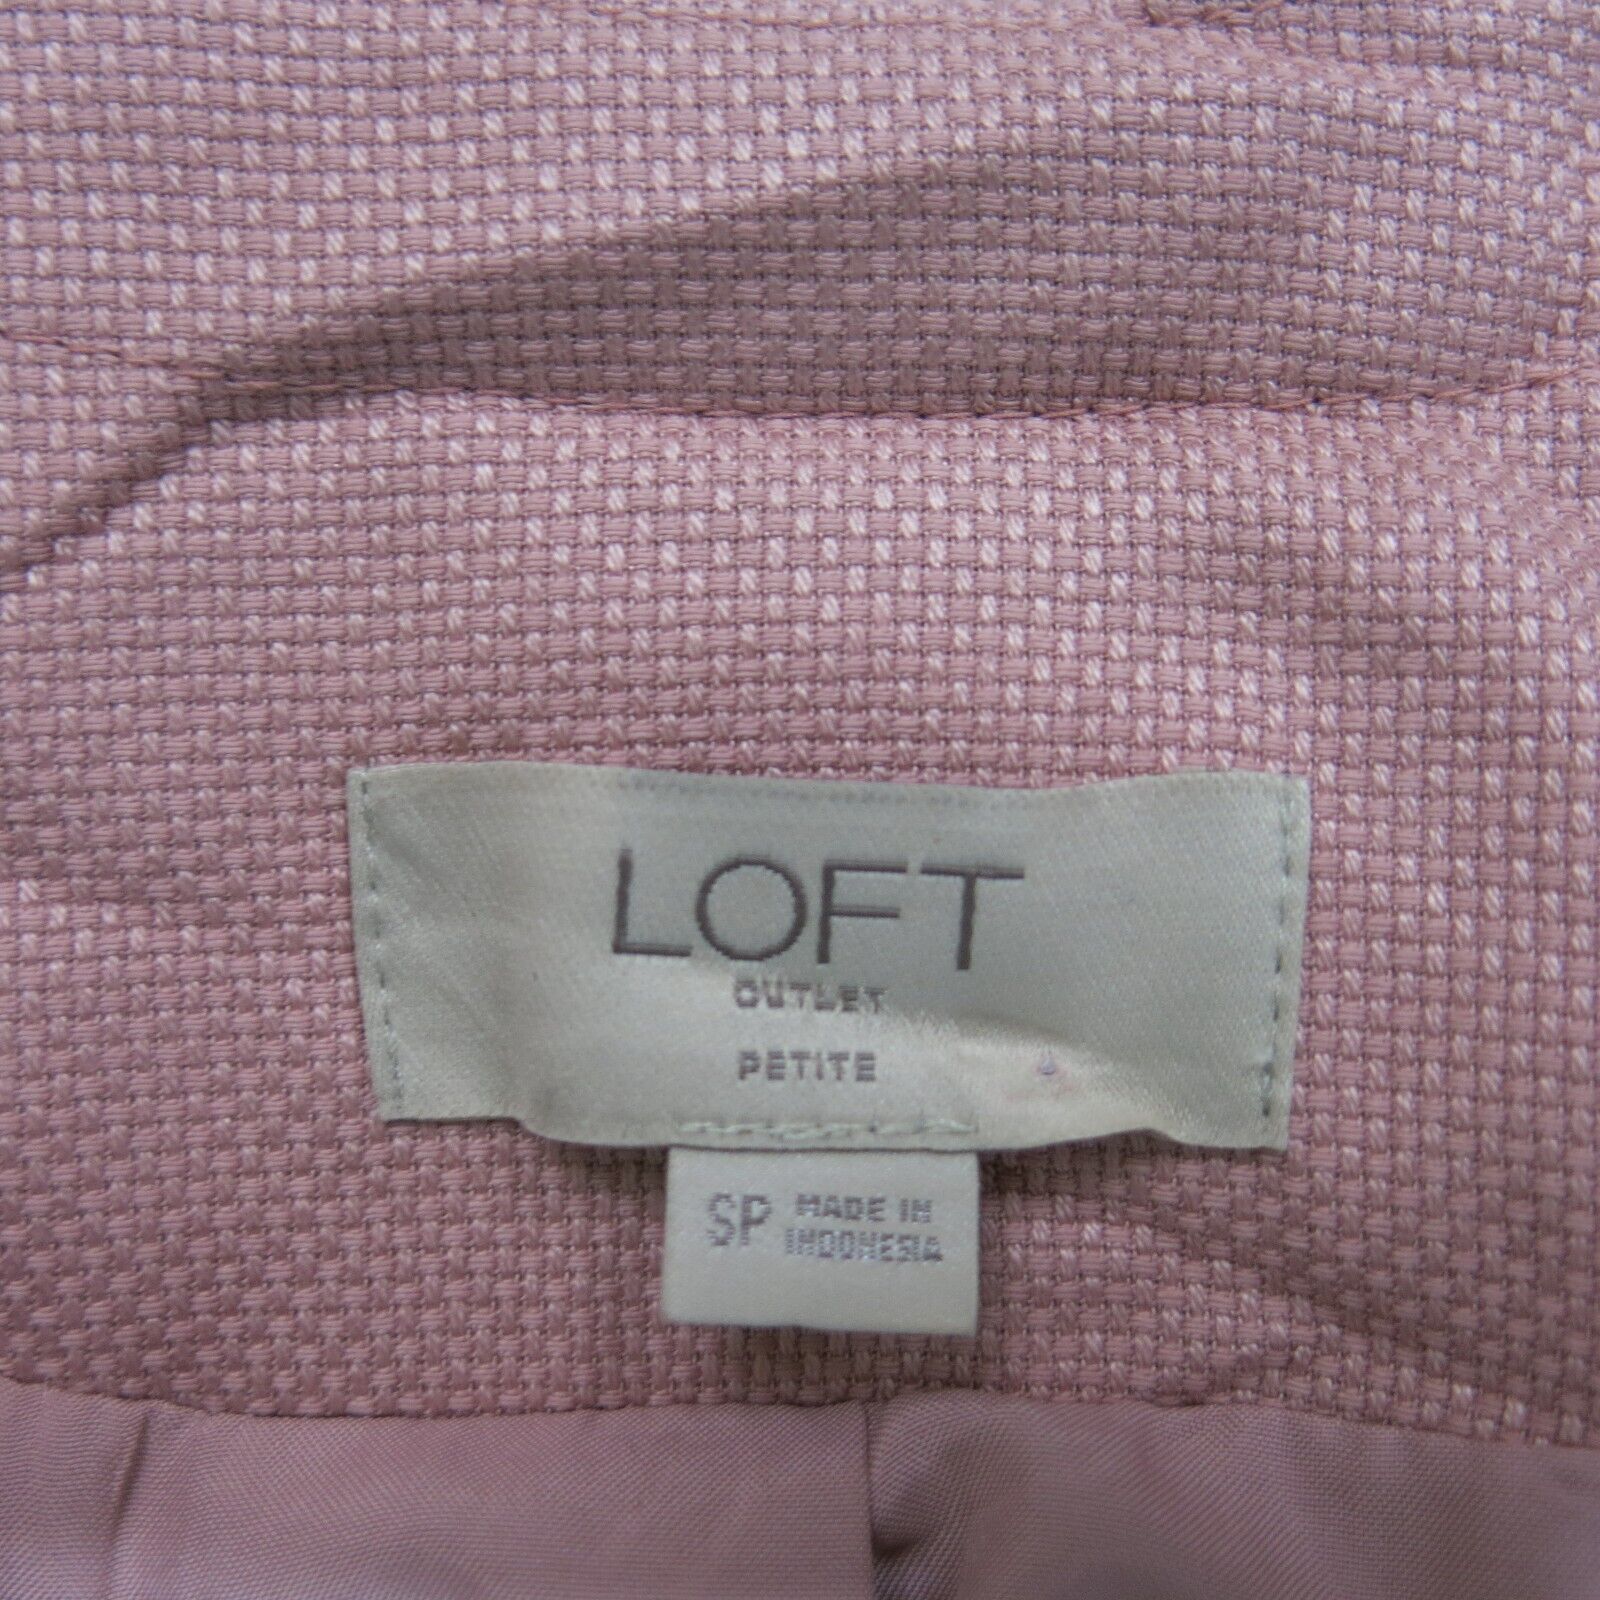 LOFT
OUTLET
PETITE
SP MADE IN
INDONESIA